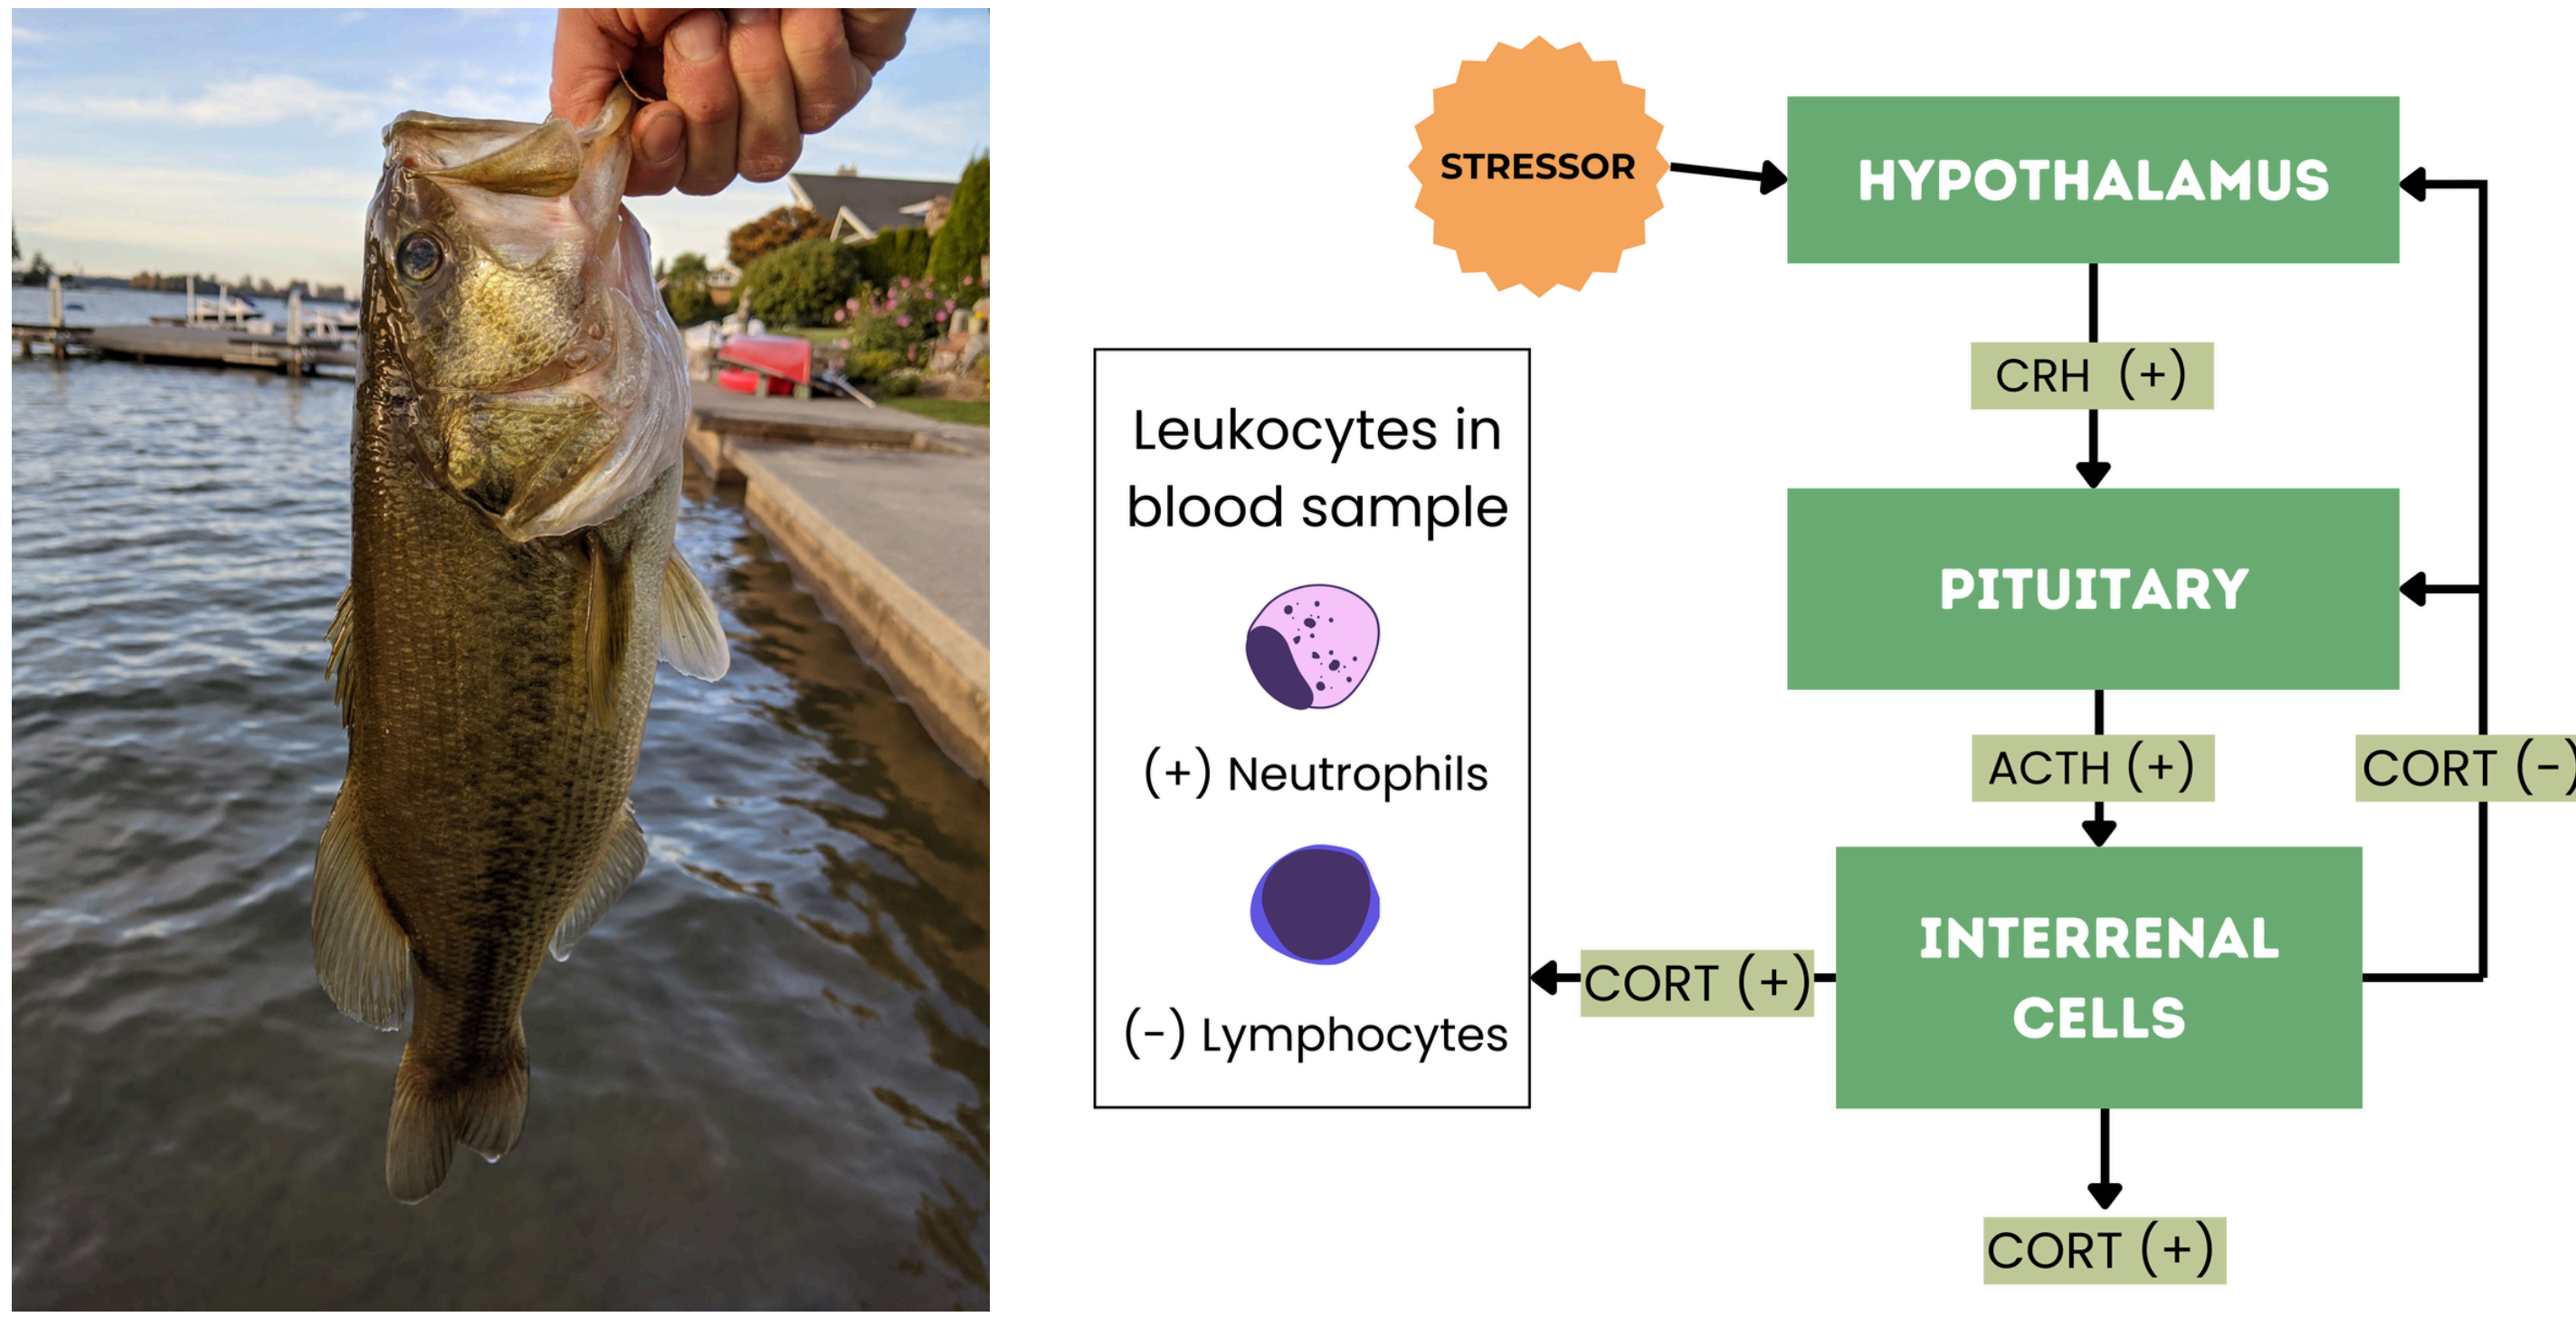 STRESSOR
HYPOTHALAMUS
CRH (+)
PITUITARY
ACTH (+)
CORT (-)
INTERRENAL
CELLS
CORT (+)
CORT (+)
Leukocytes in
blood sample
(+) Neutrophils
(-) Lymphocytes